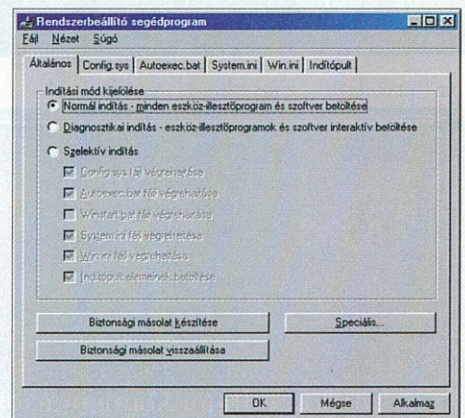 Rendszerbeállító segédprogram
Fájl Nézet Súgó
Általános Config.sys Autoexec.bat System.ini Win.ini Indítópult
Indítási mód kijelölése
Normál indítás - minden eszköz-illesztőprogram és szoftver betöltése
Diagnosztikai indítás - eszköz-illesztőprogramok és szoftver interaktív betöltése
Szelektív indítás
Config.sys fájl végrehajtása
Autoexec.bat fájl végrehajtása
Winstart.bat fájl végrehajtása
System.ini fájl végrehajtása
Win.ini fájl végrehajtása
Indítópult elemeinek betöltése
Biztonsági másolat készítése Speciális...
Biztonsági másolat visszaállítása
OK Mégse Alkalmaz